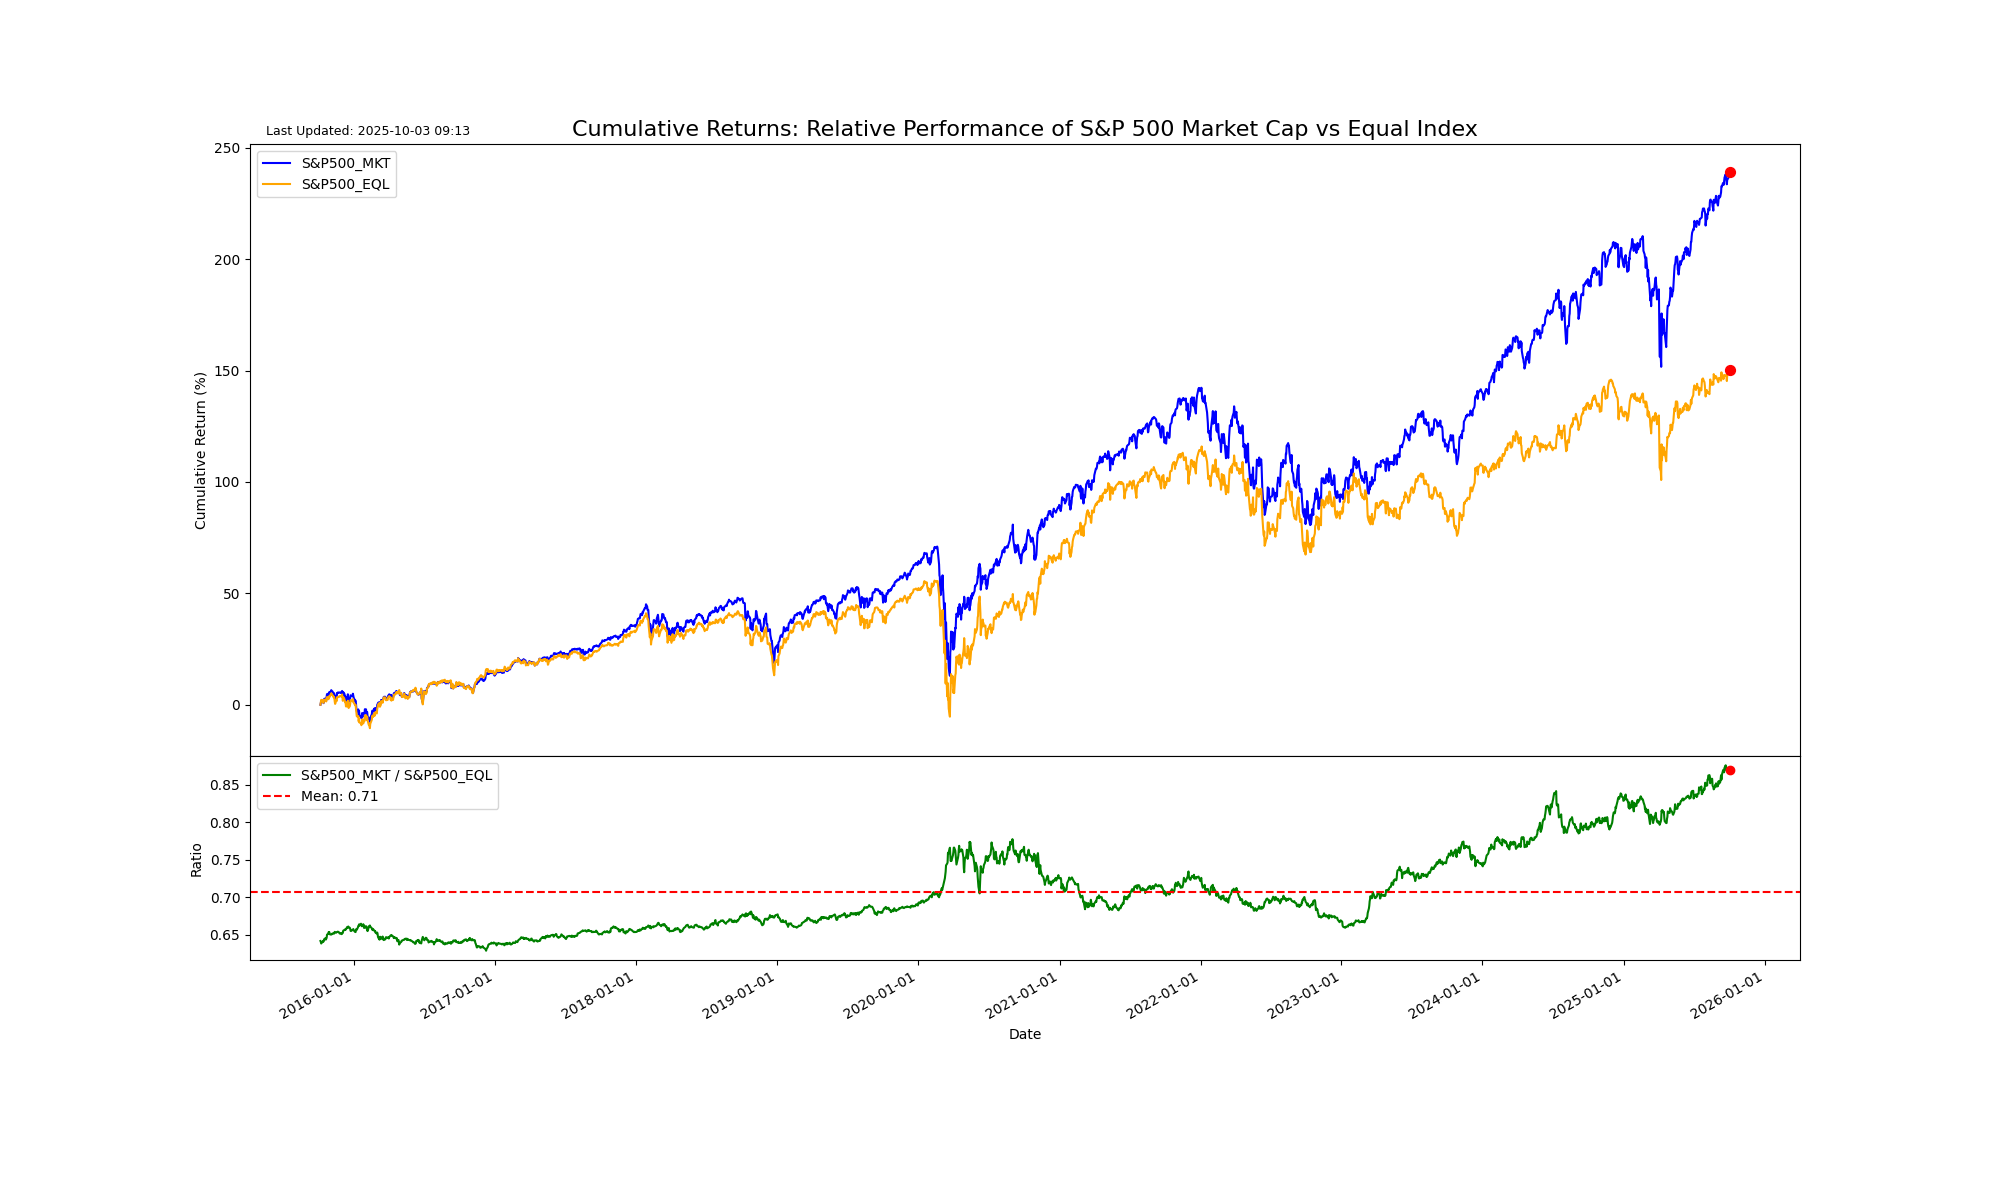 Last Updated: 2025-10-03 09:13
Cumulative Returns: Relative Performance of S&P 500 Market Cap vs Equal Index
S&P500_MKT
S&P500_EQL
250
200
150
100
50
0
Cumulative Return (%)
S&P500_MKT / S&P500_EQL
Mean: 0.71
0.85
0.80
0.75
0.70
0.65
Ratio
2016-01-01
2017-01-01
2018-01-01
2019-01-01
2020-01-01
2021-01-01
2022-01-01
2023-01-01
2024-01-01
2025-01-01
2026-01-01
Date